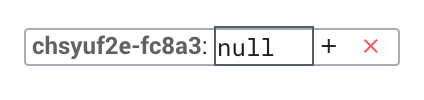 chsyuf2e-fc8a3: null + ×